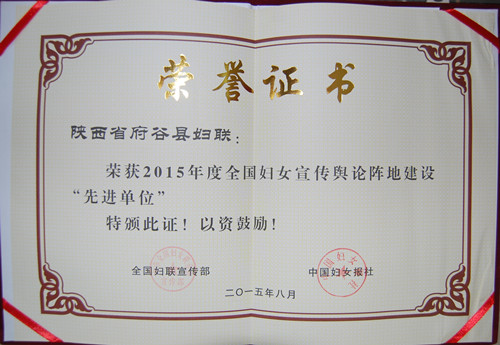 荣誉证书
陕西省府谷县妇联：
荣获2015年度全国妇女宣传舆论阵地建设
“先进单位”
特颁此证！以资鼓励！
全国妇联宣传部 中国妇女报社
二〇一五年八月